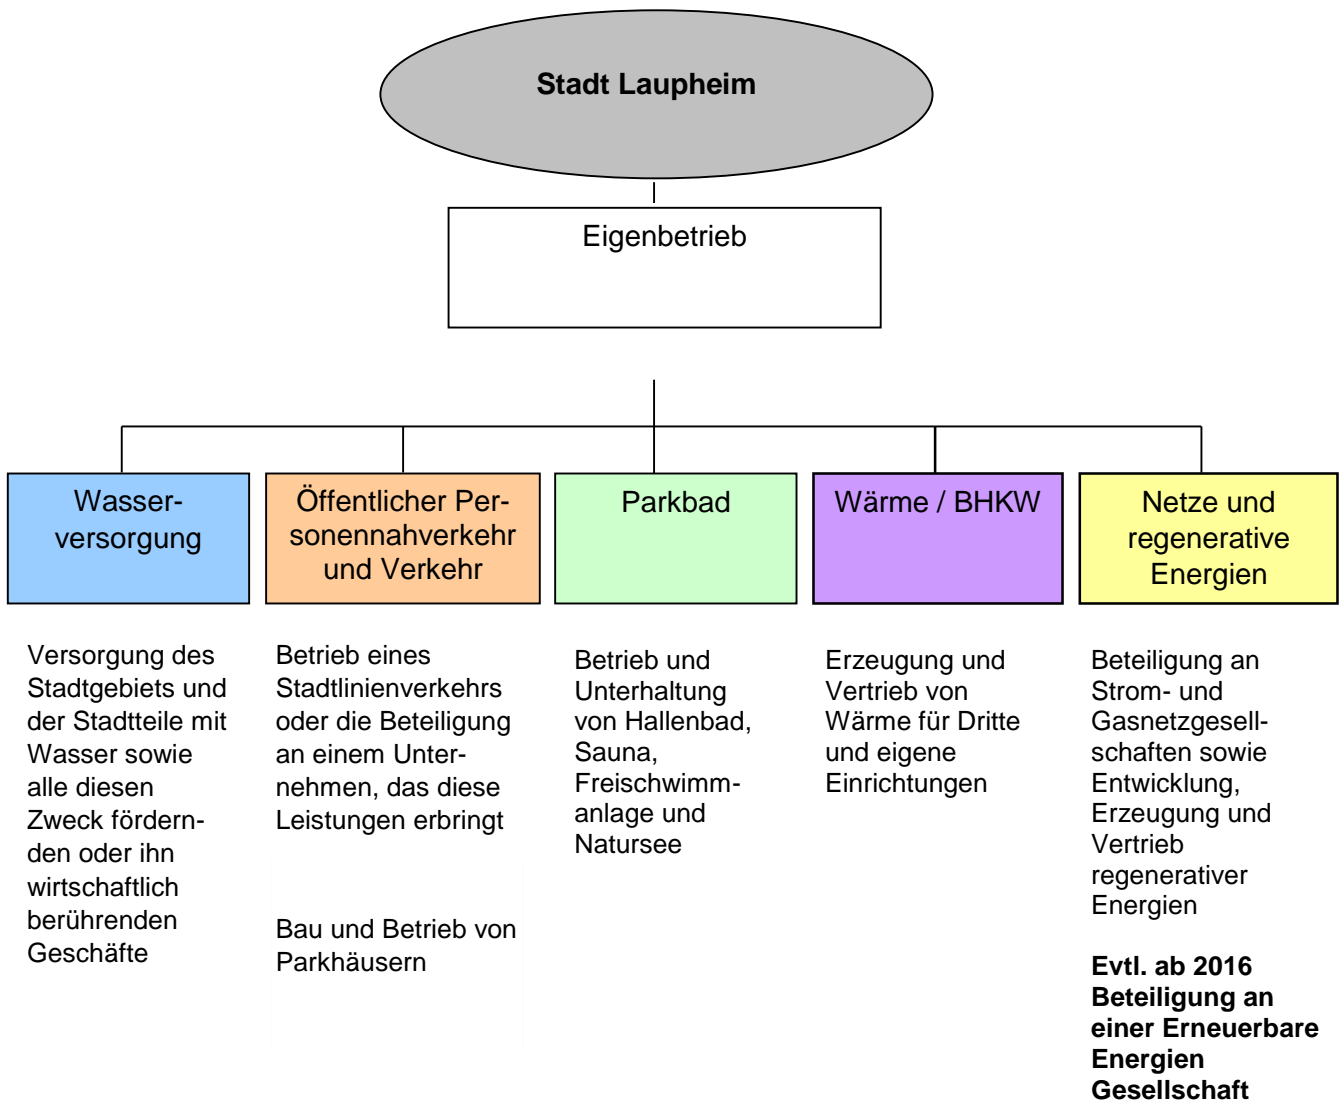 Stadt Laupheim
Eigenbetrieb
Wasser-
versorgung
Öffentlicher Per-
sonennahverkehr
und Verkehr
Parkbad
Wärme / BHKW
Netze und
regenerative
Energien
Versorgung des
Stadtgebiets und
der Stadtteile mit
Wasser sowie
alle diesen
Zweck fördern-
den oder ihn
wirtschaftlich
berührenden
Geschäfte
Betrieb eines
Stadtlinienverkehrs
oder die Beteiligung
an einem Unter-
nehmen, das diese
Leistungen erbringt
Bau und Betrieb von
Parkhäusern
Betrieb und
Unterhaltung
von Hallenbad,
Sauna,
Freischwimm-
anlage und
Natursee
Erzeugung und
Vertrieb von
Wärme für Dritte
und eigene
Einrichtungen
Beteiligung an
Strom- und
Gasnetzgesell-
schaften sowie
Entwicklung,
Erzeugung und
Vertrieb
regenerativer
Energien
Evtl. ab 2016
Beteiligung an
einer Erneuerbare
Energien
Gesellschaft